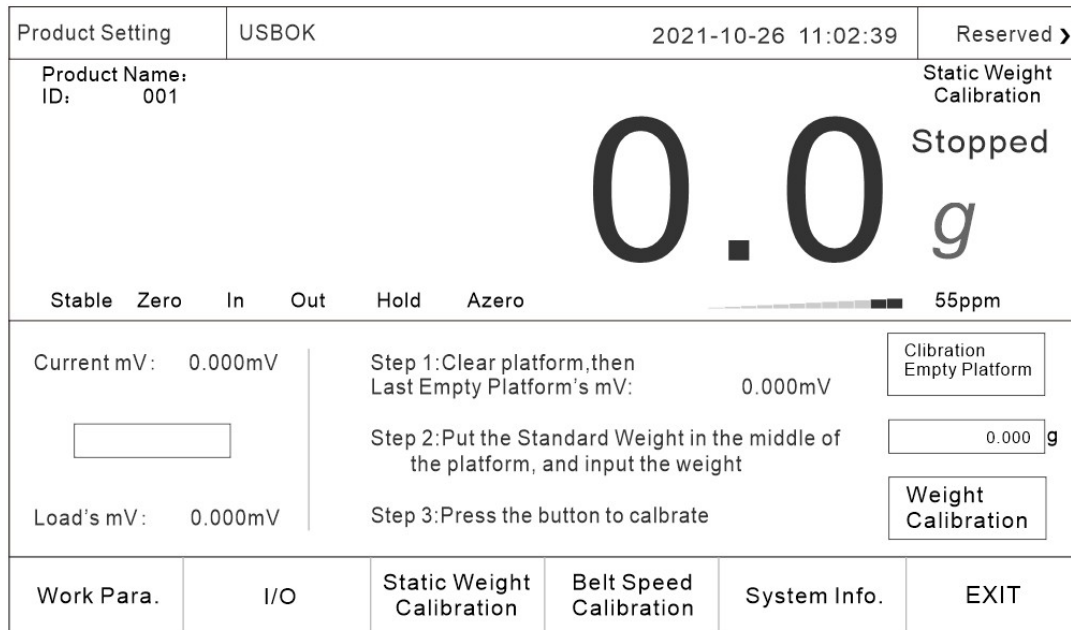 Product Setting USBOK 2021-10-26 11:02:39 Reserved ❯
Product Name:
ID: 001
Static Weight
Calibration
0.0
Stopped
g
Stable Zero In Out Hold Azero 55ppm
Current mV: 0.000mV
Load's mV: 0.000mV
Step 1:Clear platform,then
Last Empty Platform's mV: 0.000mV
Clibration
Empty Platform
Step 2:Put the Standard Weight in the middle of
the platform, and input the weight
0.000 g
Step 3:Press the button to calbrate
Weight
Calibration
Work Para.
I/O
Static Weight
Calibration
Belt Speed
Calibration
System Info.
EXIT